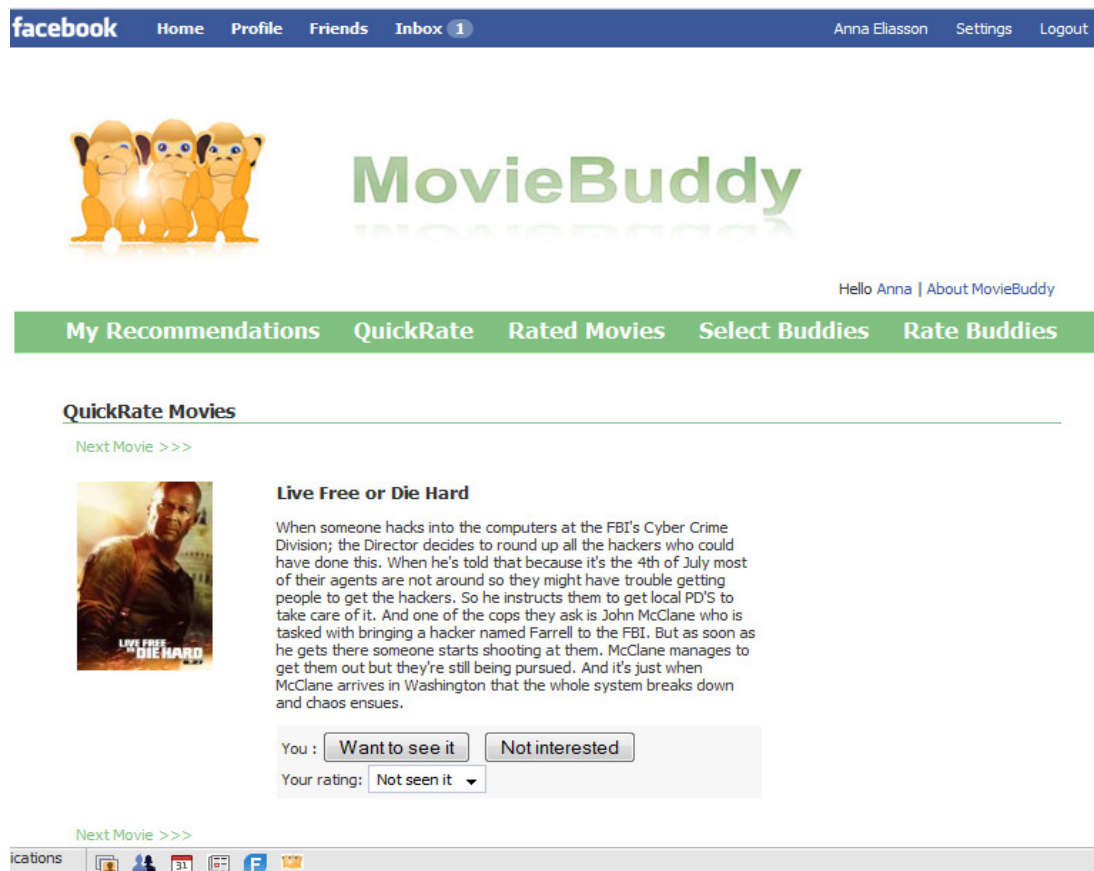 facebook Home Profile Friends Inbox 1 Anna Eliasson Settings Logout
MovieBuddy
Hello Anna | About MovieBuddy
My Recommendations QuickRate Rated Movies Select Buddies Rate Buddies
QuickRate Movies
Next Movie >>>
Live Free or Die Hard
When someone hacks into the computers at the FBI's Cyber Crime
Division; the Director decides to round up all the hackers who could
have done this. When he's told that because it's the 4th of July most
of their agents are not around so they might have trouble getting
people to get the hackers. So he instructs them to get local PD'S to
take care of it. And one of the cops they ask is John McClane who is
tasked with bringing a hacker named Farrell to the FBI. But as soon as
he gets there someone starts shooting at them. McClane manages to
get them out but they're still being pursued. And it's just when
McClane arrives in Washington that the whole system breaks down
and chaos ensues.
LIVE FREE
OR DIE HARD
You : Want to see it Not interested
Your rating: Not seen it
Next Movie >>>
ications 31 F